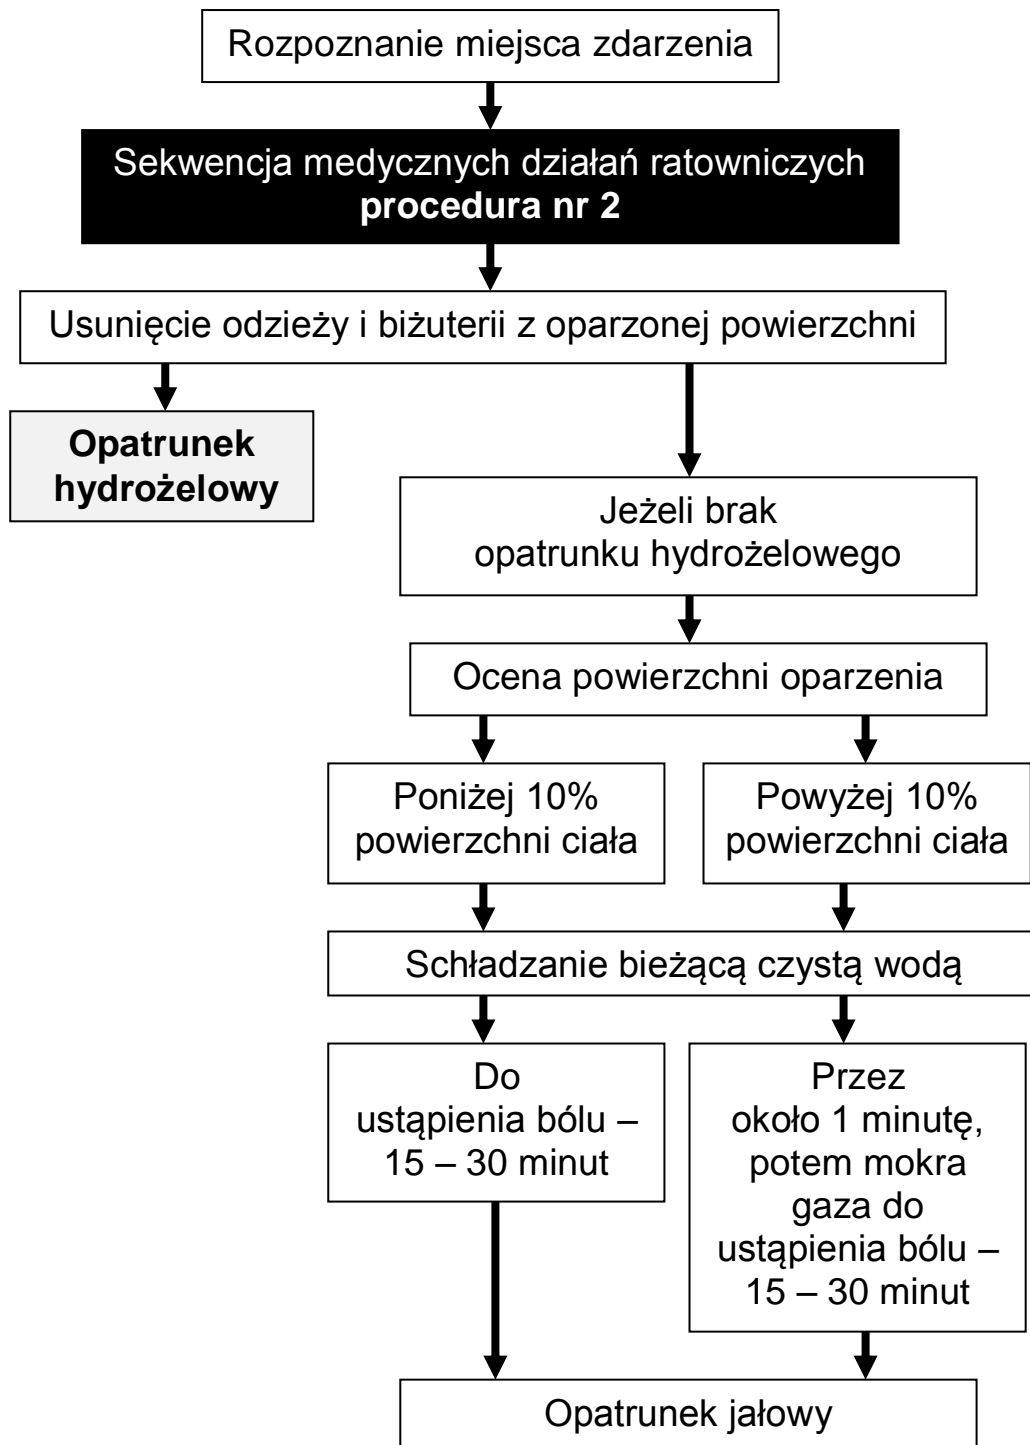 Rozpoznanie miejsca zdarzenia
Sekwencja medycznych działań ratowniczych
procedura nr 2
Usunięcie odzieży i biżuterii z oparzonej powierzchni
Opatrunek
hydrożelowy
Jeżeli brak
opatrunku hydrożelowego
Ocena powierzchni oparzenia
Poniżej 10%
powierzchni ciała
Powyżej 10%
powierzchni ciała
Schładzanie bieżącą czystą wodą
Do
ustąpienia bólu –
15 – 30 minut
Przez
około 1 minutę,
potem mokra
gaza do
ustąpienia bólu –
15 – 30 minut
Opatrunek jałowy